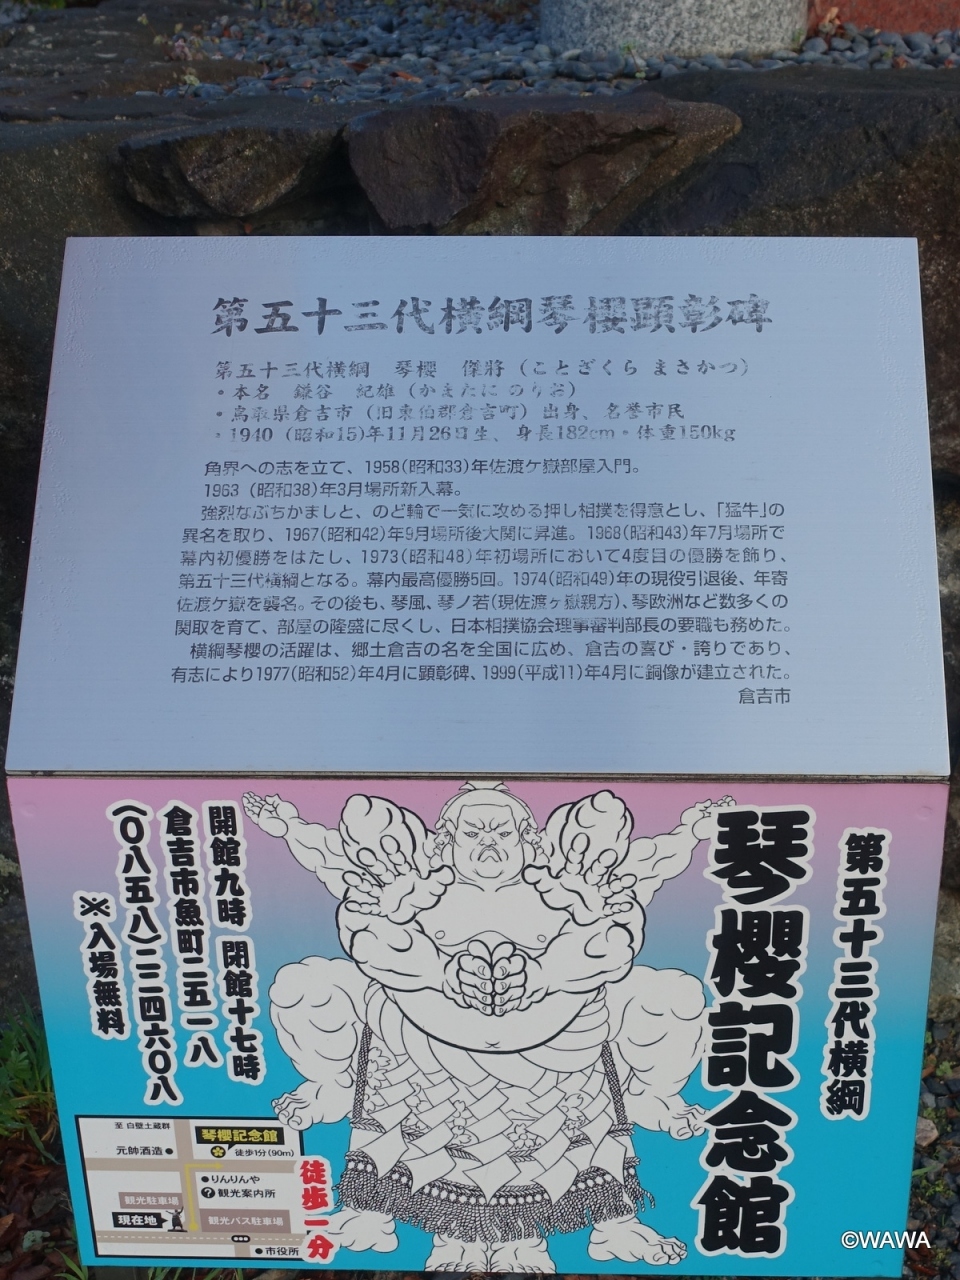 第五十三代横綱琴櫻顕彰碑
第五十三代横綱 琴櫻 傑將（ことざくら まさかつ）
・本名 鎌谷 紀雄（かまたに のりお）
・鳥取県倉吉市（旧東伯郡倉吉町）出身、名誉市民
・1940（昭和15）年11月26日生、身長182cm・体重150kg
角界への志を立て、1958（昭和33）年佐渡ケ嶽部屋入門。
1963（昭和38）年3月場所新入幕。
強烈なぶちかましと、のど輪で一気に攻める押し相撲を得意とし、「猛牛」の
異名を取り、1967（昭和42）年9月場所後大関に昇進。1968（昭和43）年7月場所で
幕内初優勝をはたし、1973（昭和48）年初場所において4度目の優勝を飾り、
第五十三代横綱となる。幕内最高優勝5回。1974（昭和49）年の現役引退後、年寄
佐渡ケ嶽を襲名。その後も、琴風、琴ノ若（現佐渡ヶ嶽親方）、琴欧洲など数多くの
関取を育て、部屋の隆盛に尽くし、日本相撲協会理事審判部長の要職も務めた。
横綱琴櫻の活躍は、郷土倉吉の名を全国に広め、倉吉の喜び・誇りであり、
有志により1977（昭和52）年4月に顕彰碑、1999（平成11）年4月に銅像が建立された。
倉吉市
第五十三代横綱
琴櫻記念館
開館九時 閉館十七時
倉吉市魚町二五一八
（〇八五八）二二四六〇八
※入場無料
至 白壁土蔵群
琴櫻記念館
元帥酒造●
徒歩1分（90m）
●りんりんや
?観光案内所
観光駐車場
現在地
観光バス駐車場
●市役所
徒歩一分
©WAWA